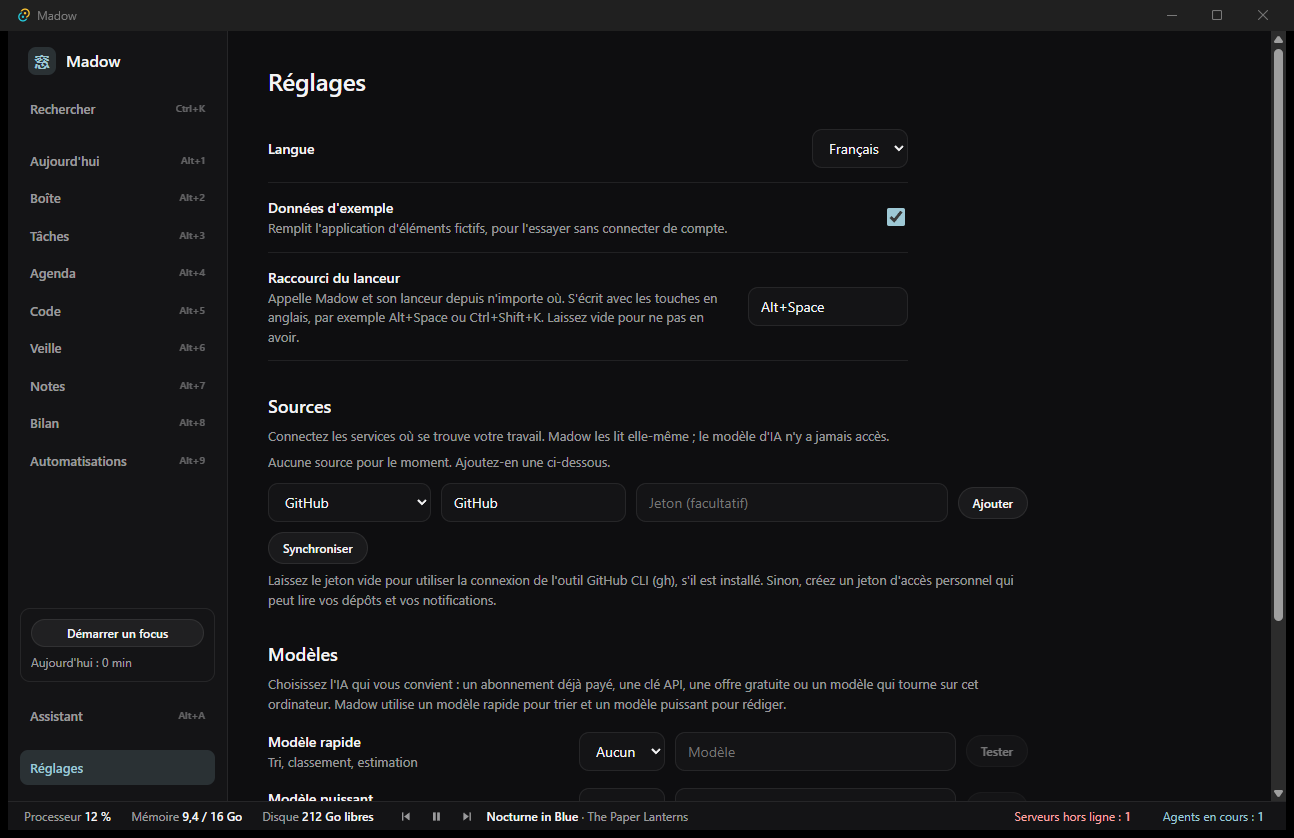 Madow
窓 Madow
Rechercher Ctrl+K
Aujourd'hui Alt+1
Boîte Alt+2
Tâches Alt+3
Agenda Alt+4
Code Alt+5
Veille Alt+6
Notes Alt+7
Bilan Alt+8
Automatisations Alt+9
Démarrer un focus
Aujourd'hui : 0 min
Assistant Alt+A
Réglages
Réglages
Langue Français
Données d'exemple
Remplit l'application d'éléments fictifs, pour l'essayer sans connecter de compte.
Raccourci du lanceur
Appelle Madow et son lanceur depuis n'importe où. S'écrit avec les touches en
anglais, par exemple Alt+Space ou Ctrl+Shift+K. Laissez vide pour ne pas en
avoir.
Alt+Space
Sources
Connectez les services où se trouve votre travail. Madow les lit elle-même ; le modèle d'IA n'y a jamais accès.
Aucune source pour le moment. Ajoutez-en une ci-dessous.
GitHub GitHub Jeton (facultatif) Ajouter
Synchroniser
Laissez le jeton vide pour utiliser la connexion de l'outil GitHub CLI (gh), s'il est installé. Sinon, créez un jeton d'accès personnel qui
peut lire vos dépôts et vos notifications.
Modèles
Choisissez l'IA qui vous convient : un abonnement déjà payé, une clé API, une offre gratuite ou un modèle qui tourne sur cet
ordinateur. Madow utilise un modèle rapide pour trier et un modèle puissant pour rédiger.
Modèle rapide
Tri, classement, estimation
Aucun Modèle Tester
Modèle puissant
Processeur 12 % Mémoire 9,4 / 16 Go Disque 212 Go libres Nocturne in Blue · The Paper Lanterns Serveurs hors ligne : 1 Agents en cours : 1